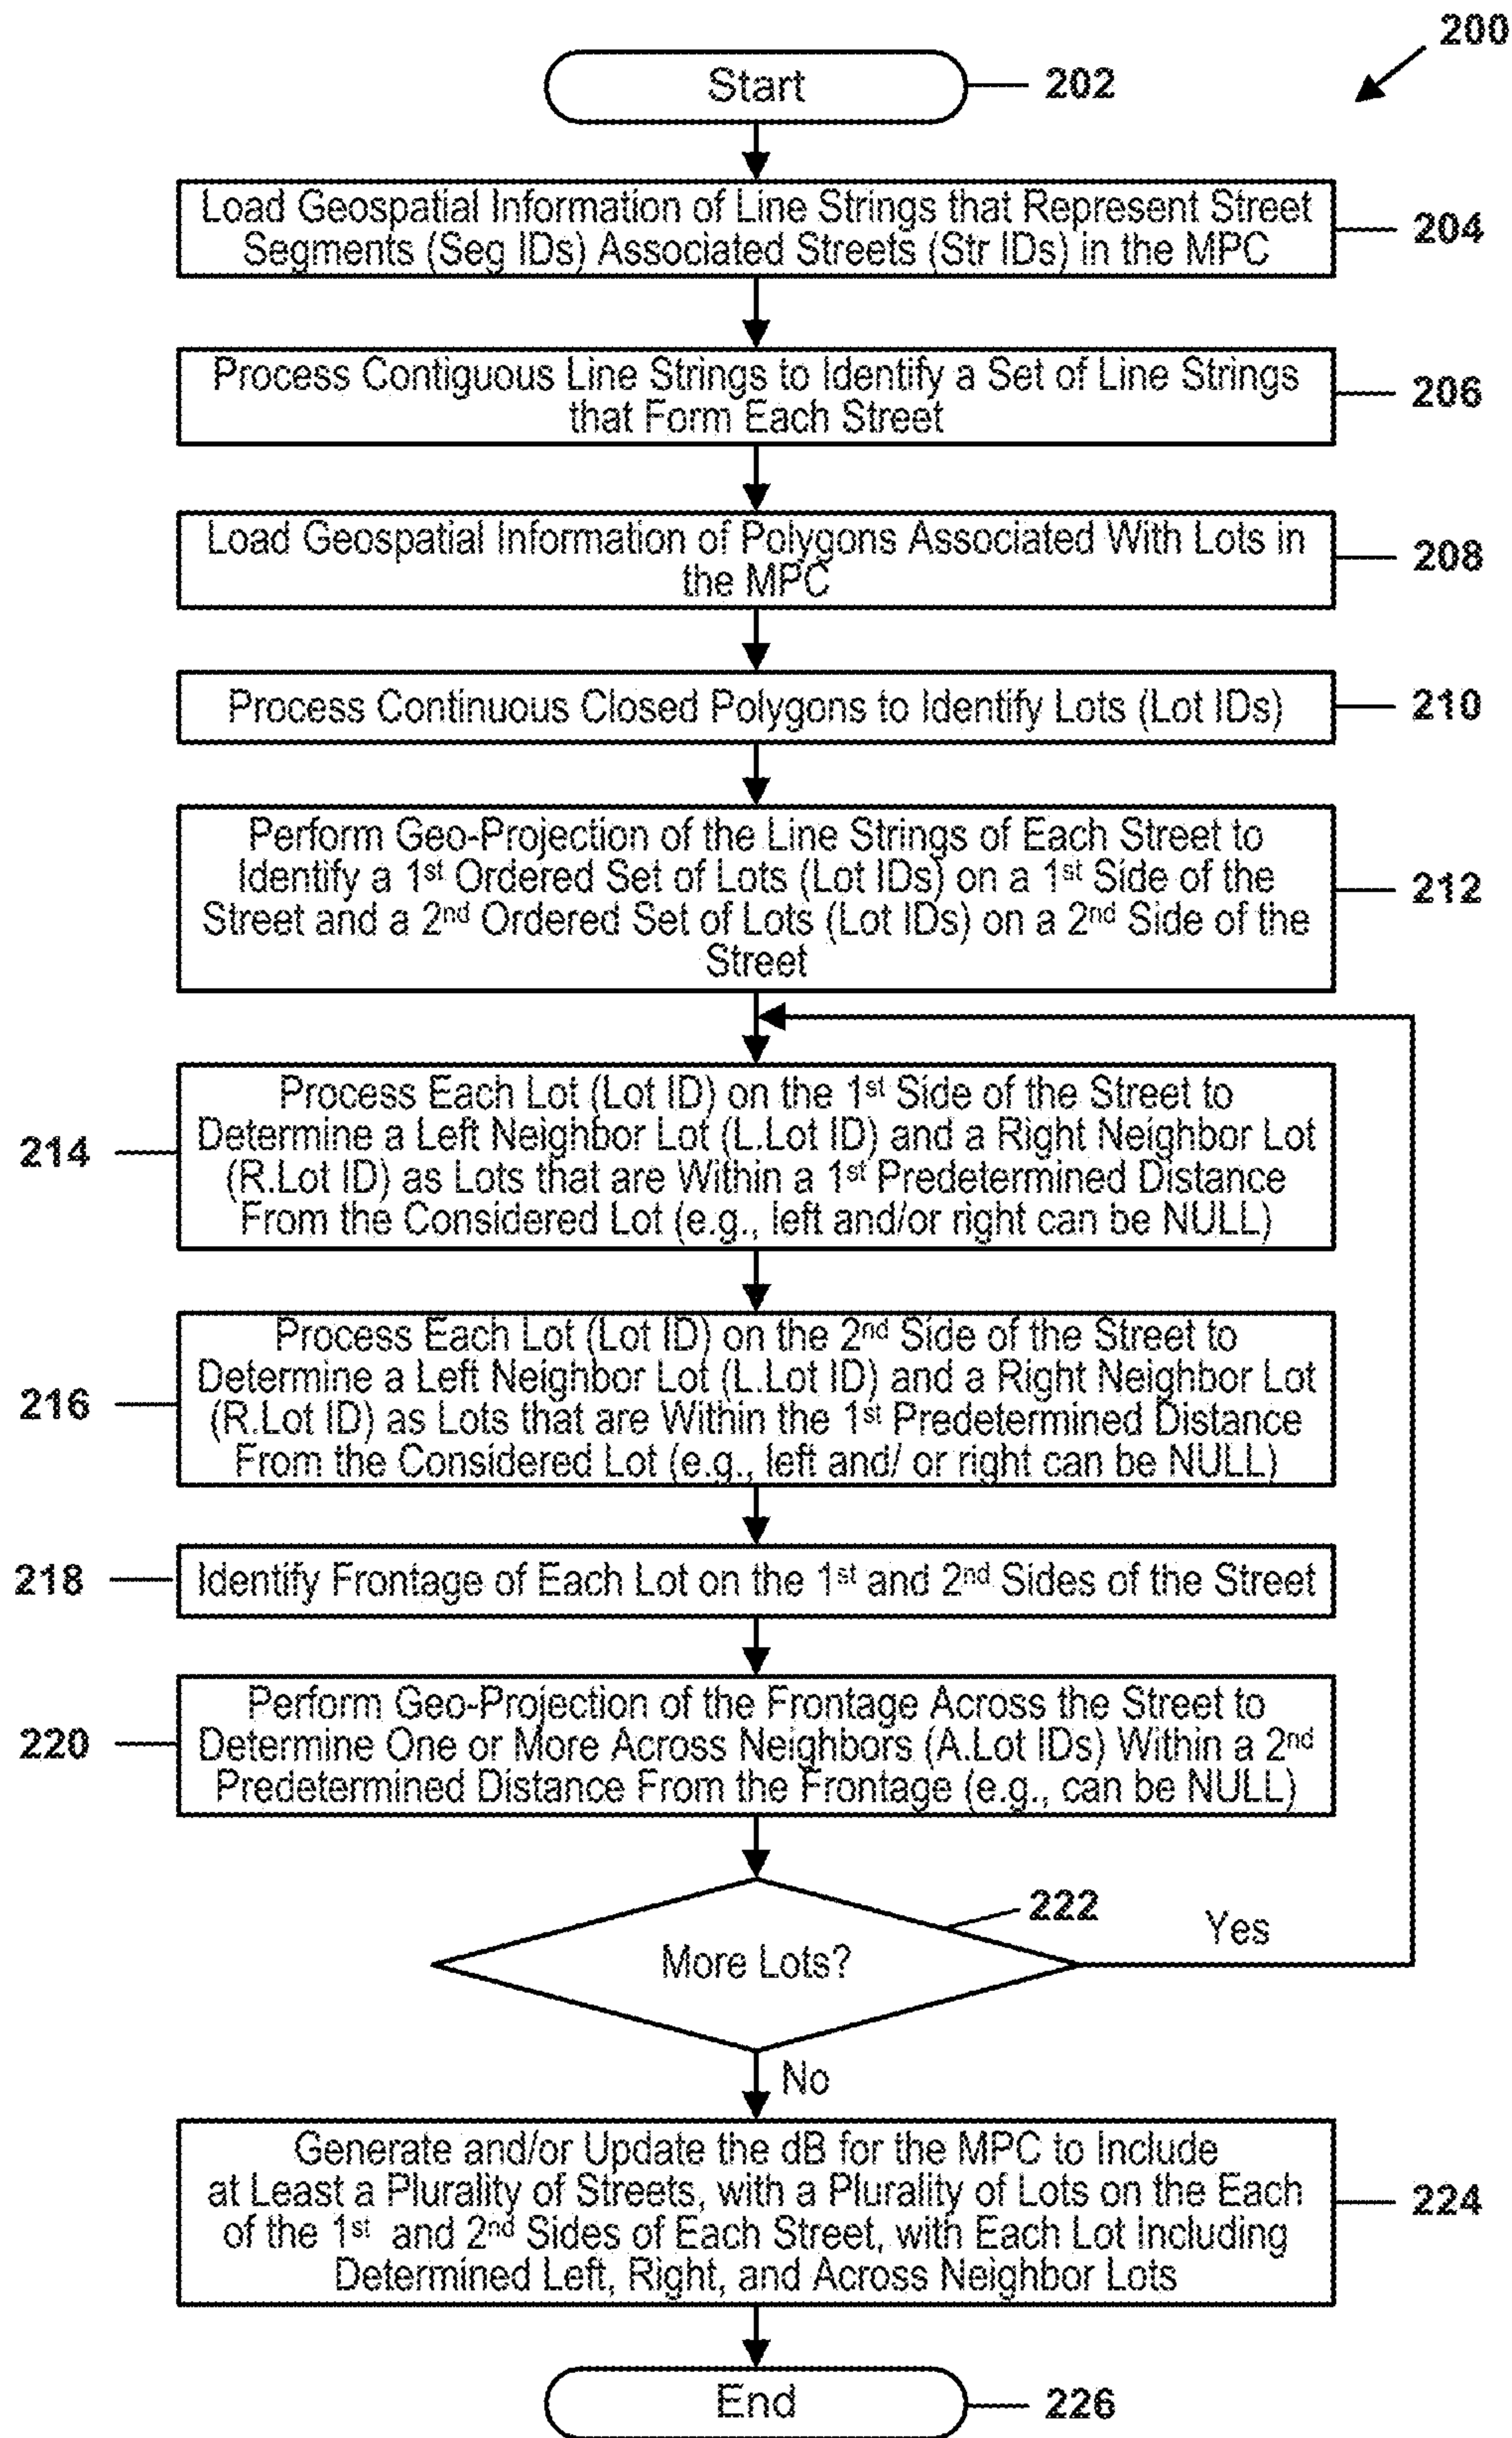 200
Start
202
Load Geospatial Information of Line Strings that Represent Street
Segments (Seg IDs) Associated Streets (Str IDs) in the MPC
204
Process Contiguous Line Strings to Identify a Set of Line Strings
that Form Each Street
206
Load Geospatial Information of Polygons Associated With Lots in
the MPC
208
Process Continuous Closed Polygons to Identify Lots (Lot IDs)
210
Perform Geo-Projection of the Line Strings of Each Street to
Identify a 1st Ordered Set of Lots (Lot IDs) on a 1st Side of the
Street and a 2nd Ordered Set of Lots (Lot IDs) on a 2nd Side of the
Street
212
Process Each Lot (Lot ID) on the 1st Side of the Street to
Determine a Left Neighbor Lot (L.Lot ID) and a Right Neighbor Lot
(R.Lot ID) as Lots that are Within a 1st Predetermined Distance
From the Considered Lot (e.g., left and/or right can be NULL)
214
Process Each Lot (Lot ID) on the 2nd Side of the Street to
Determine a Left Neighbor Lot (L.Lot ID) and a Right Neighbor Lot
(R.Lot ID) as Lots that are Within the 1st Predetermined Distance
From the Considered Lot (e.g., left and/ or right can be NULL)
216
Identify Frontage of Each Lot on the 1st and 2nd Sides of the Street
218
Perform Geo-Projection of the Frontage Across the Street to
Determine One or More Across Neighbors (A.Lot IDs) Within a 2nd
Predetermined Distance From the Frontage (e.g., can be NULL)
220
More Lots?
222
Yes
No
Generate and/or Update the dB for the MPC to Include
at Least a Plurality of Streets, with a Plurality of Lots on the Each
of the 1st and 2nd Sides of Each Street, with Each Lot Including
Determined Left, Right, and Across Neighbor Lots
224
End
226